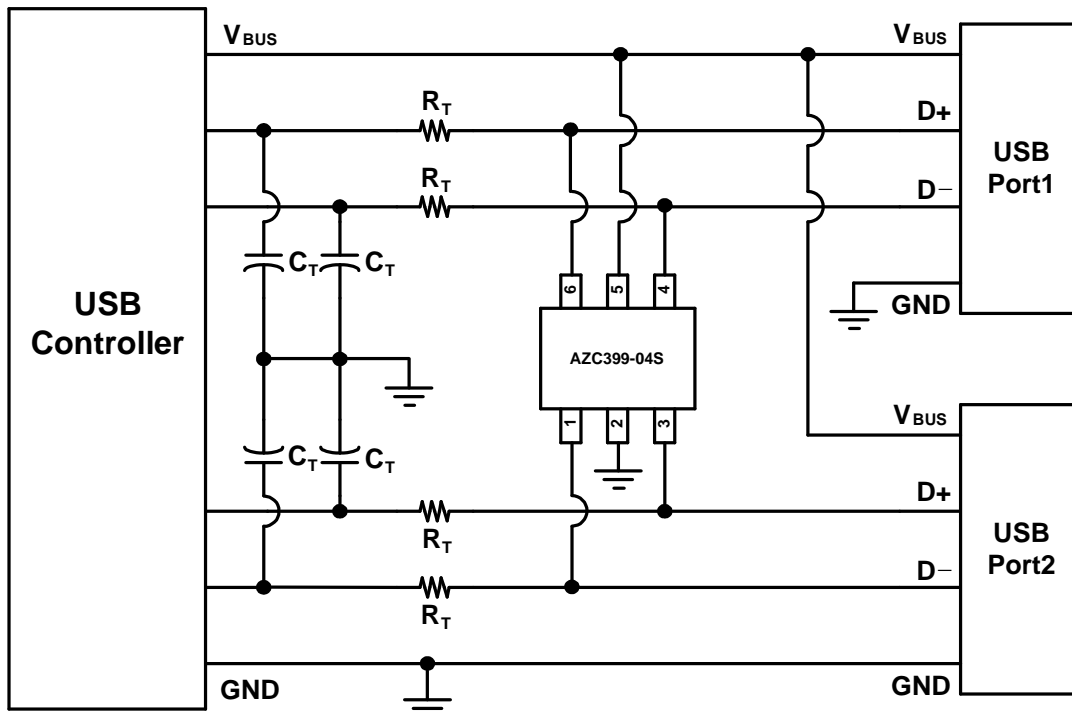 VBUS
VBUS
RT
D+
USB
Port1
RT
D−
CT
CT
6
5
4
GND
USB
Controller
AZC399-04S
VBUS
1
2
3
CT
CT
D+
RT
USB
Port2
D−
RT
GND
GND